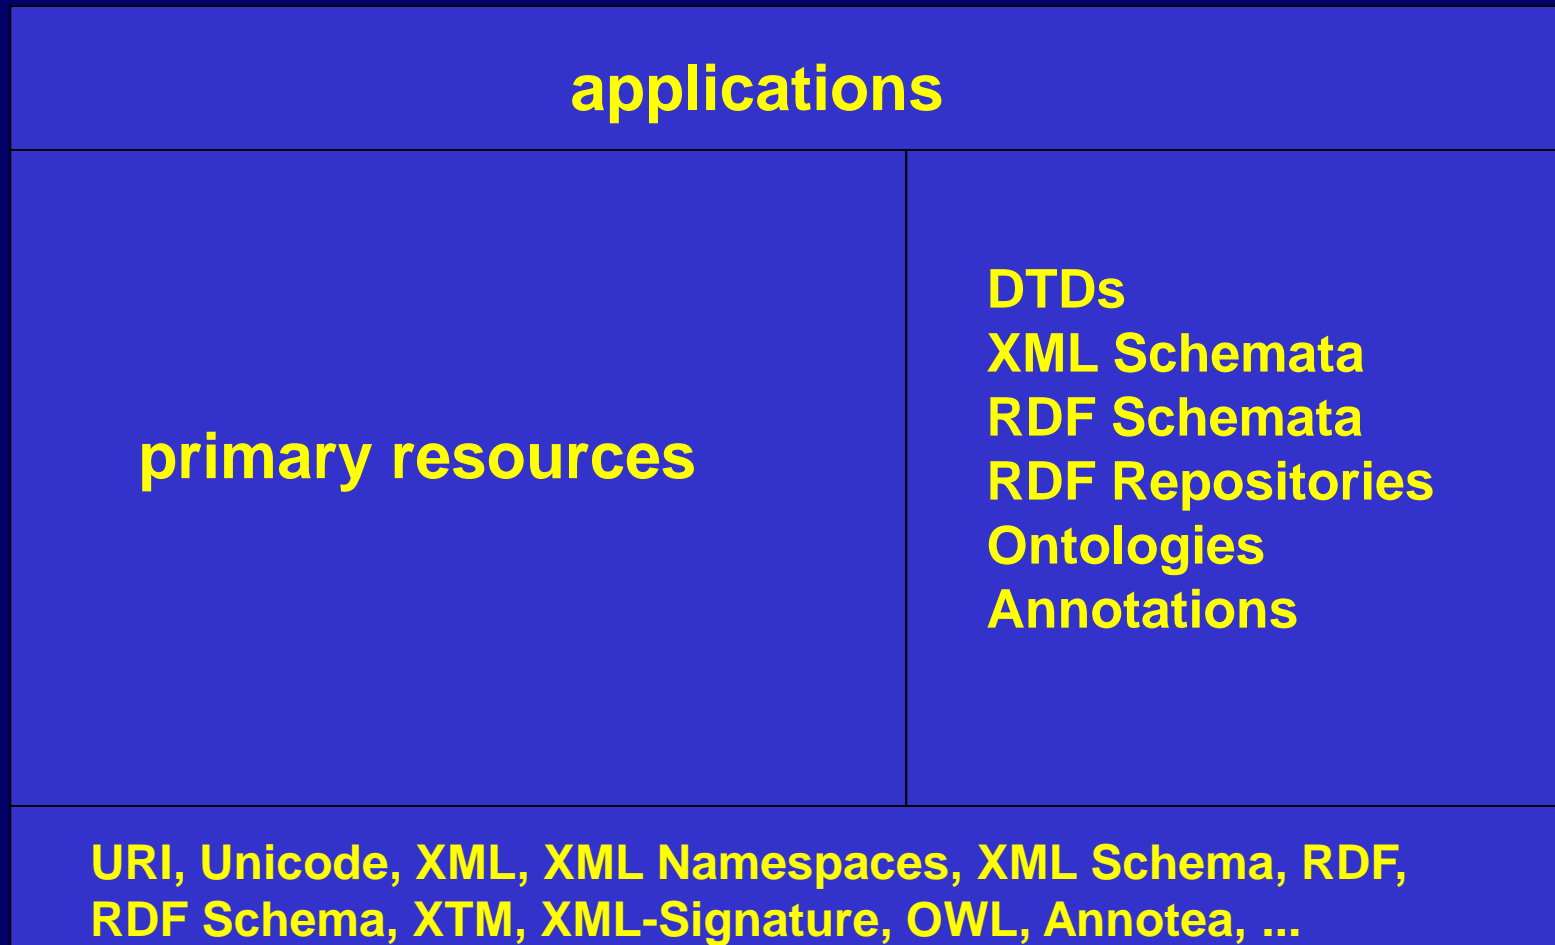 applications
primary resources
DTDs
XML Schemata
RDF Schemata
RDF Repositories
Ontologies
Annotations
URI, Unicode, XML, XML Namespaces, XML Schema, RDF,
RDF Schema, XTM, XML-Signature, OWL, Annotea, ...